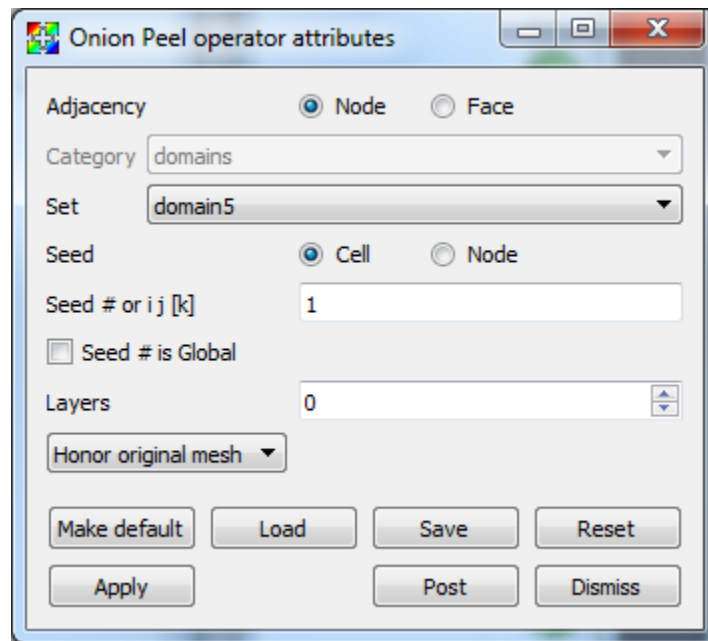 Onion Peel operator attributes
Adjacency Node Face
Category domains
Set domain5
Seed Cell Node
Seed # or i j [k] 1
Seed # is Global
Layers 0
Honor original mesh
Make default Load Save Reset
Apply Post Dismiss